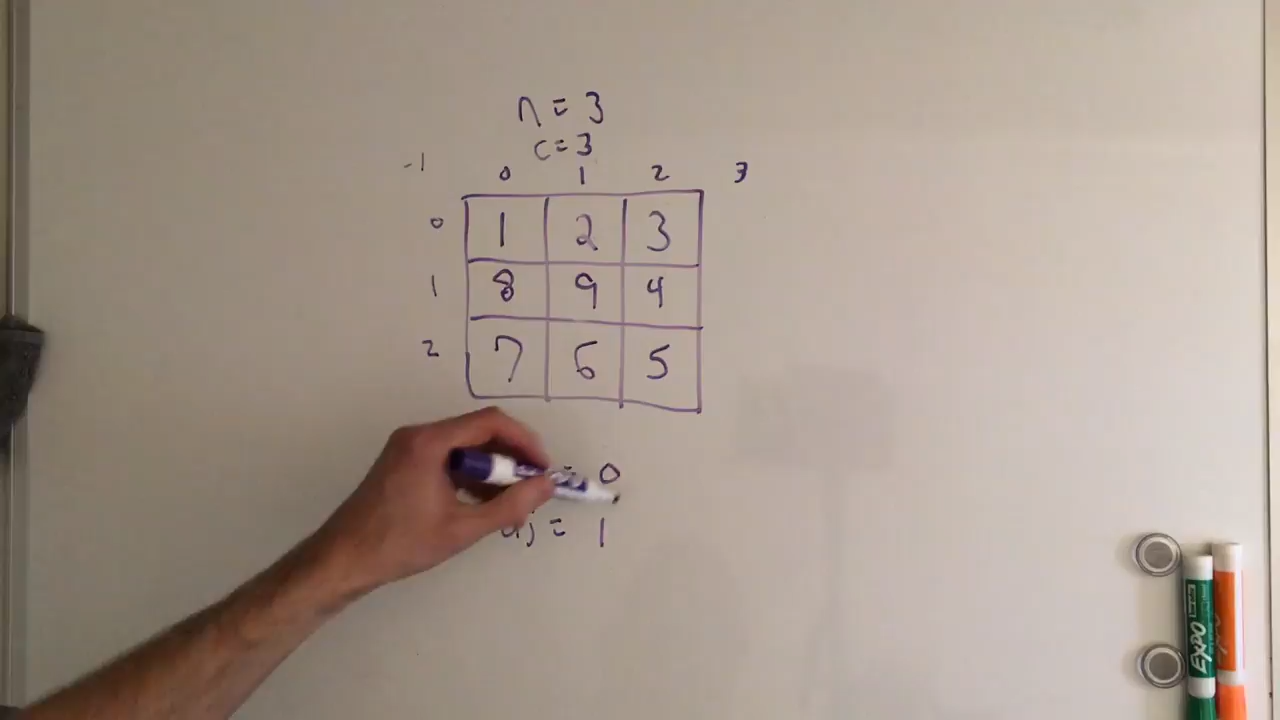 n = 3
c = 3
-1 0 1 2 3
0 1 2 3
1 8 9 4
2 7 6 5
= 0
dj = 1
EXPO